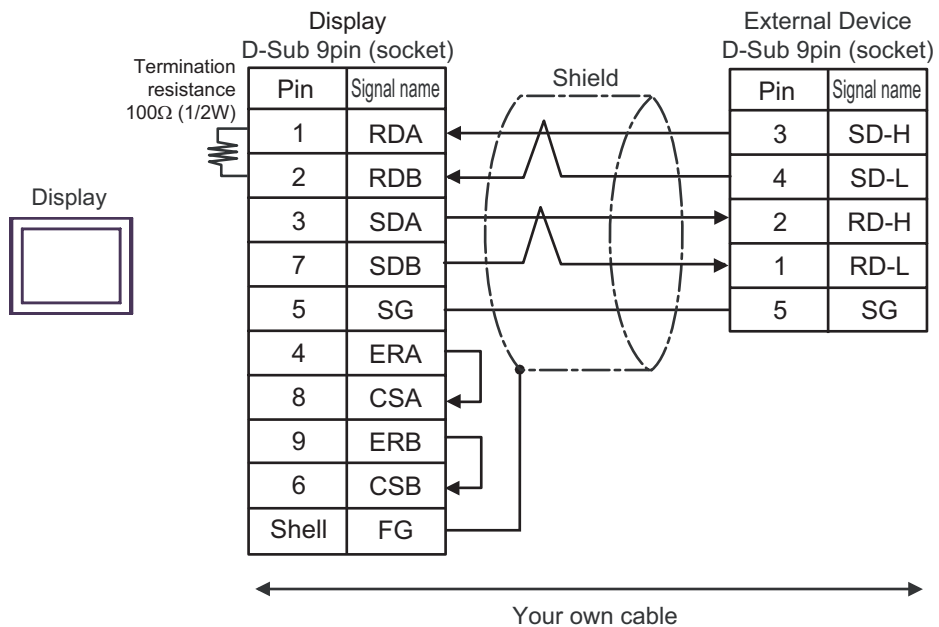 Display
D-Sub 9pin (socket)
External Device
D-Sub 9pin (socket)
Termination
resistance
100Ω (1/2W)
Shield
Display
Pin Signal name
1 RDA
2 RDB
3 SDA
7 SDB
5 SG
4 ERA
8 CSA
9 ERB
6 CSB
Shell FG
Pin Signal name
3 SD-H
4 SD-L
2 RD-H
1 RD-L
5 SG
Your own cable